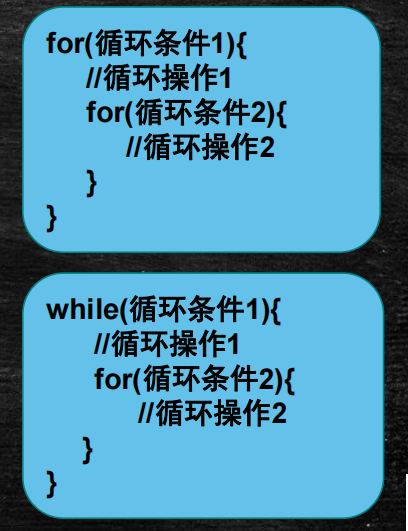 for(循环条件1){
//循环操作1
for(循环条件2){
//循环操作2
}
}
while(循环条件1){
//循环操作1
for(循环条件2){
//循环操作2
}
}